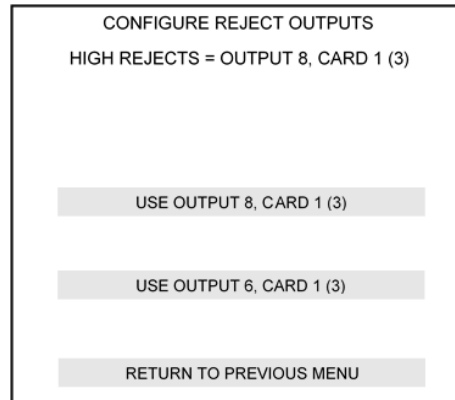 CONFIGURE REJECT OUTPUTS
HIGH REJECTS = OUTPUT 8, CARD 1 (3)
USE OUTPUT 8, CARD 1 (3)
USE OUTPUT 6, CARD 1 (3)
RETURN TO PREVIOUS MENU